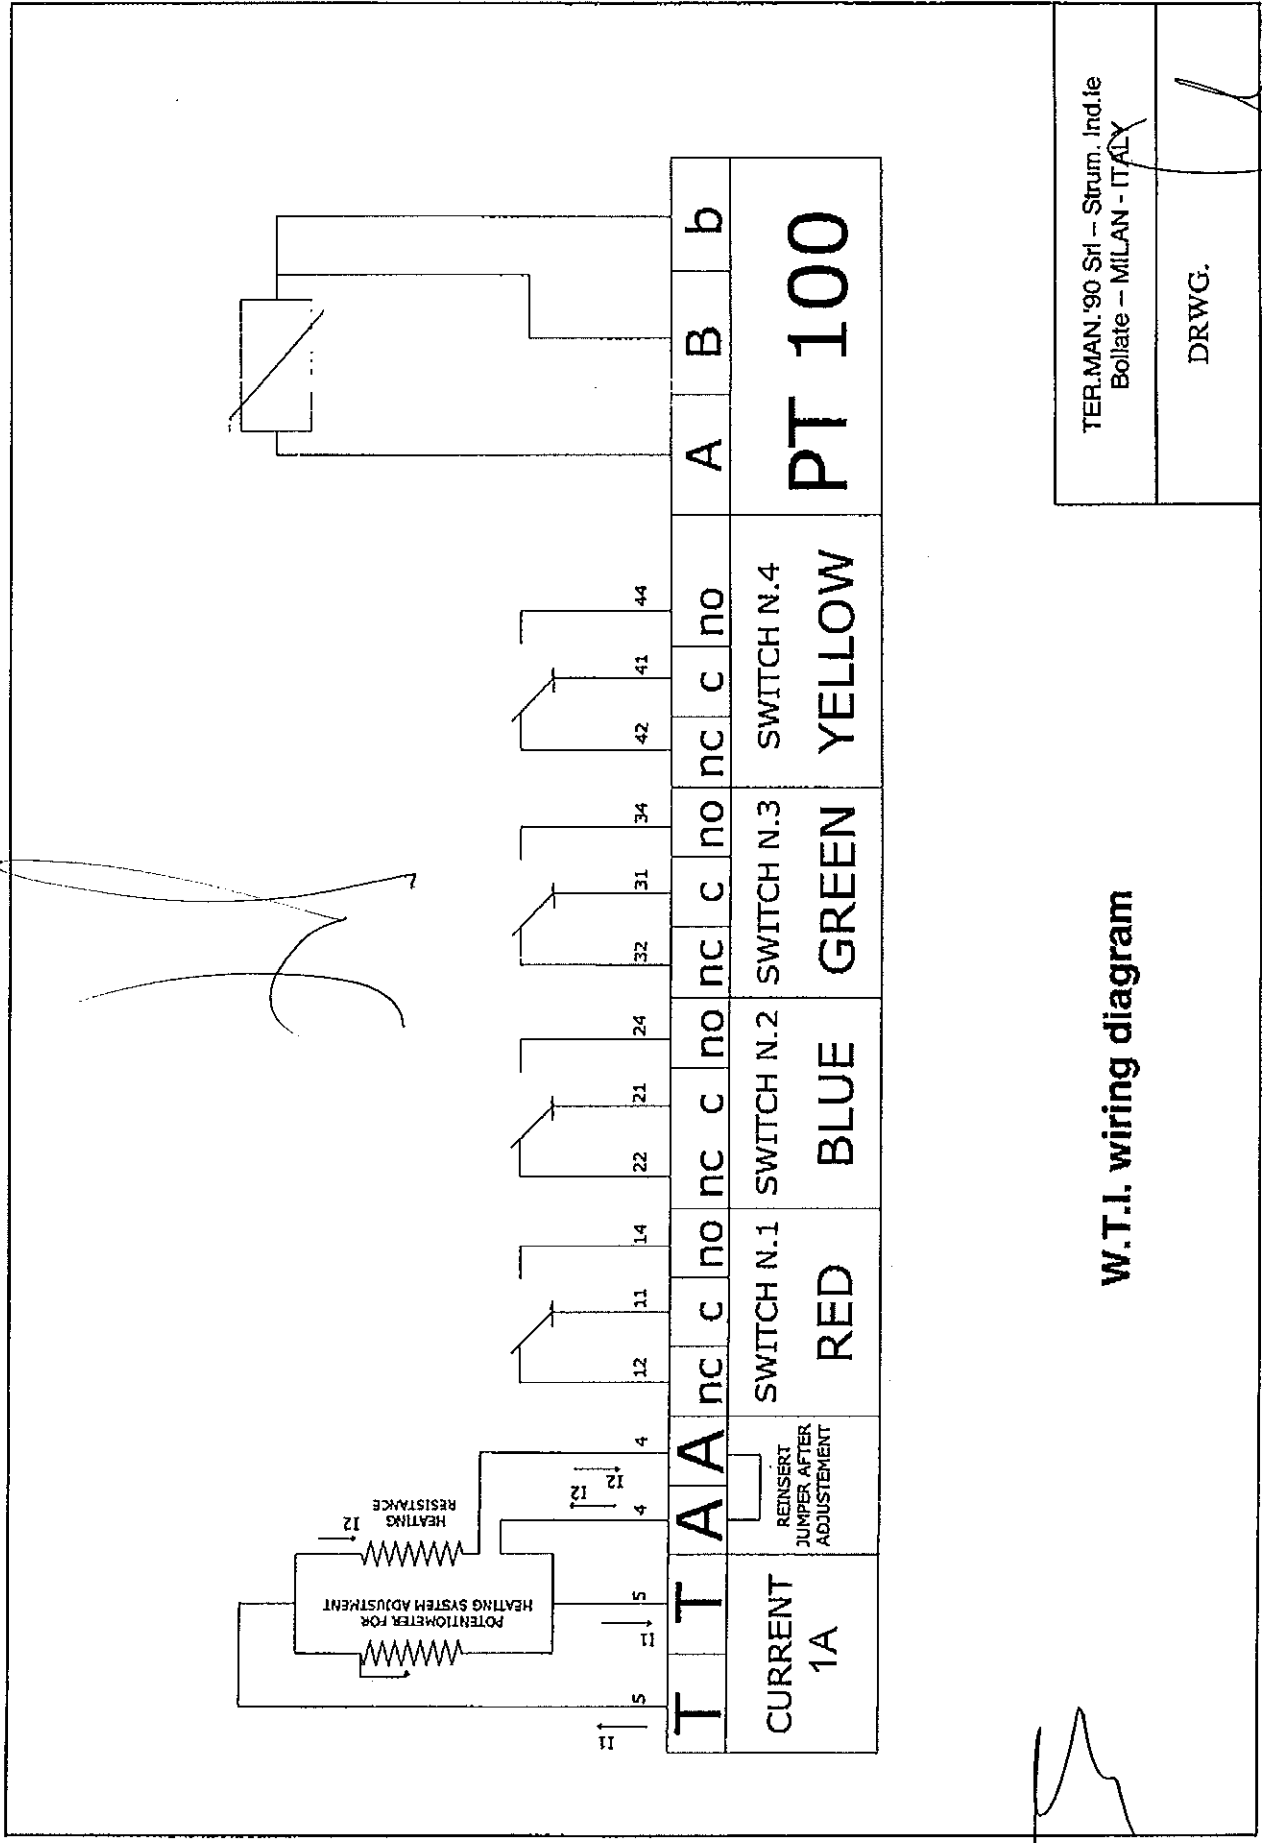 HEATING
RESISTANCE
I2
POTENTIOMETER FOR
HEATING SYSTEM ADJUSTMENT
I1
I1
I2
I2
5
5
4
4
12
11
14
22
21
24
32
31
34
42
41
44
T
T
A
A
nc
c
no
nc
c
no
nc
c
no
nc
c
no
A
B
b
CURRENT
1A
REINSERT
JUMPER AFTER
ADJUSTEMENT
SWITCH N.1
RED
SWITCH N.2
BLUE
SWITCH N.3
GREEN
SWITCH N.4
YELLOW
PT 100
W.T.I. wiring diagram
TER.MAN.'90 Srl – Strum. Ind.le
Bollate – MILAN - ITALY
DRWG.